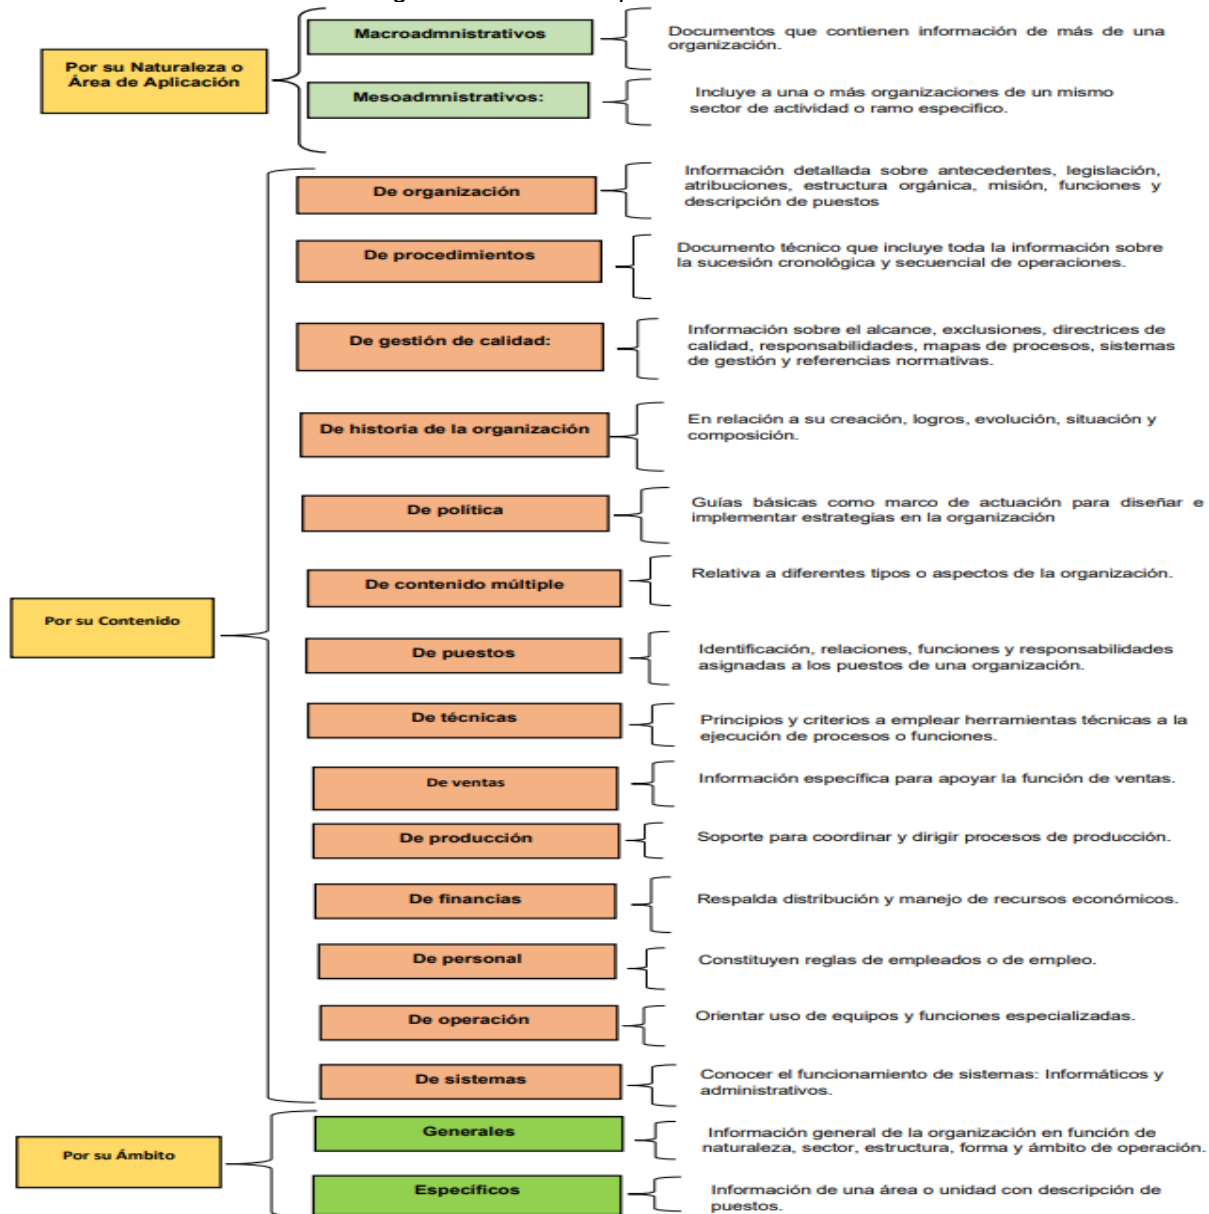 Por su Naturaleza o
Área de Aplicación
Macroadmnistrativos
Documentos que contienen información de más de una
organización.
Mesoadmnistrativos:
Incluye a una o más organizaciones de un mismo
sector de actividad o ramo especifico.
Por su Contenido
De organización
Información detallada sobre antecedentes, legislación,
atribuciones, estructura orgánica, misión, funciones y
descripción de puestos
De procedimientos
Documento técnico que incluye toda la información sobre
la sucesión cronológica y secuencial de operaciones.
De gestión de calidad:
Información sobre el alcance, exclusiones, directrices de
calidad, responsabilidades, mapas de procesos, sistemas
de gestión y referencias normativas.
De historia de la organización
En relación a su creación, logros, evolución, situación y
composición.
De política
Guías básicas como marco de actuación para diseñar e
implementar estrategias en la organización
De contenido múltiple
Relativa a diferentes tipos o aspectos de la organización.
De puestos
Identificación, relaciones, funciones y responsabilidades
asignadas a los puestos de una organización.
De técnicas
Principios y criterios a emplear herramientas técnicas a la
ejecución de procesos o funciones.
De ventas
Información específica para apoyar la función de ventas.
De producción
Soporte para coordinar y dirigir procesos de producción.
De financias
Respalda distribución y manejo de recursos económicos.
De personal
Constituyen reglas de empleados o de empleo.
De operación
Orientar uso de equipos y funciones especializadas.
De sistemas
Conocer el funcionamiento de sistemas: Informáticos y
administrativos.
Por su Ámbito
Generales
Información general de la organización en función de
naturaleza, sector, estructura, forma y ámbito de operación.
Específicos
Información de una área o unidad con descripción de
puestos.